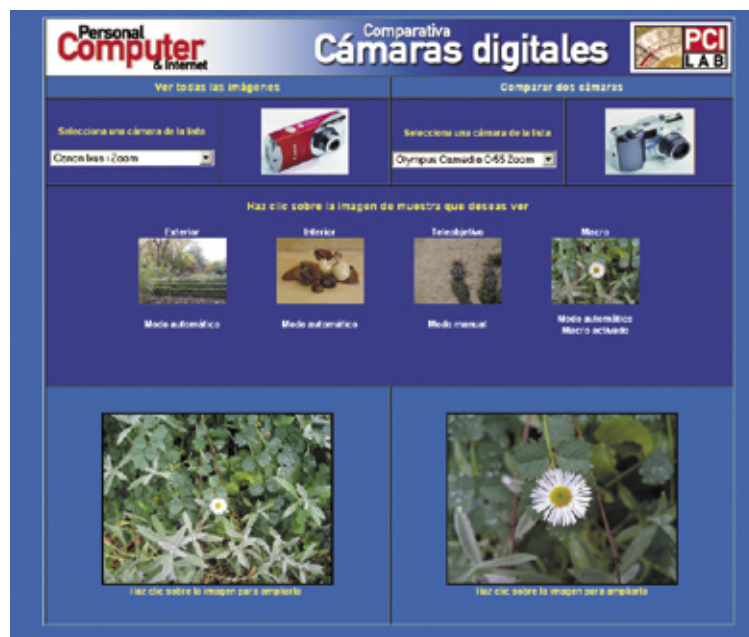 Personal
Computer
& Internet
Comparativa
Cámaras digitales
PCI
LAB
Ver todas las imágenes
Comparar dos cámaras
Selecciona una cámara de la lista
Canon Ixus i Zoom
Selecciona una cámara de la lista
Olympus Camedia C-55 Zoom
Haz clic sobre la imagen de muestra que deseas ver
Exterior
Interior
Teleobjetivo
Macro
Modo automático
Modo automático
Modo manual
Modo automático
Macro activado
Haz clic sobre la imagen para ampliarla
Haz clic sobre la imagen para ampliarla